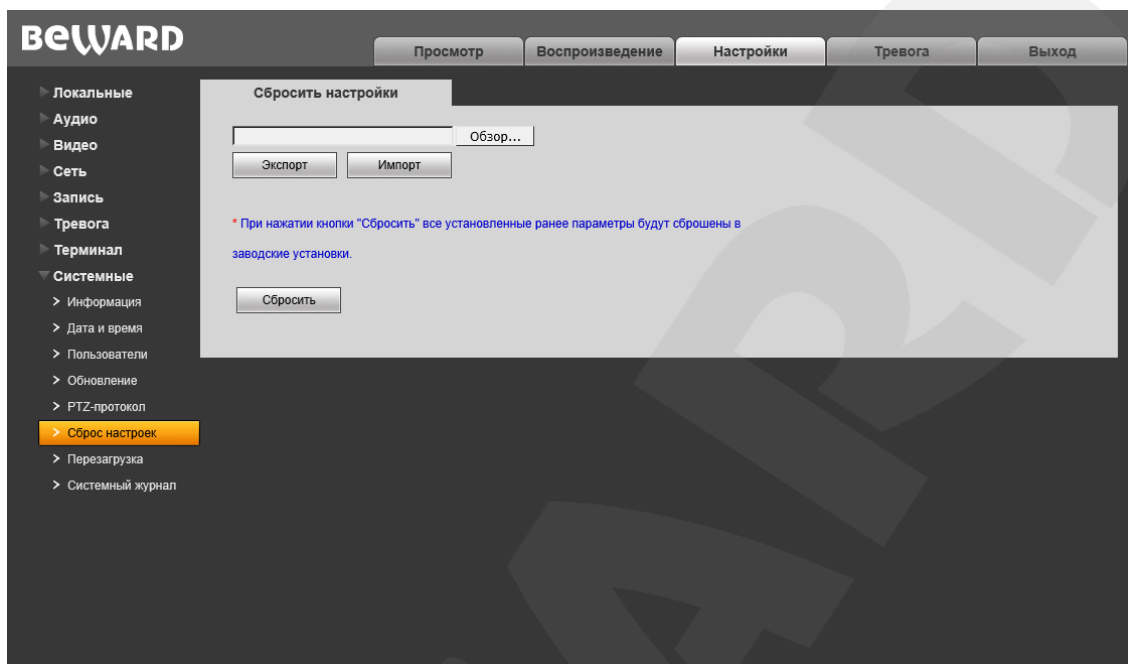 BEWARD
Просмотр
Воспроизведение
Настройки
Тревога
Выход
Локальные
Аудио
Видео
Сеть
Запись
Тревога
Терминал
Системные
> Информация
> Дата и время
> Пользователи
> Обновление
> PTZ-протокол
> Сброс настроек
> Перезагрузка
> Системный журнал
Сбросить настройки
Обзор...
Экспорт
Импорт
* При нажатии кнопки "Сбросить" все установленные ранее параметры будут сброшены в
заводские установки.
Сбросить